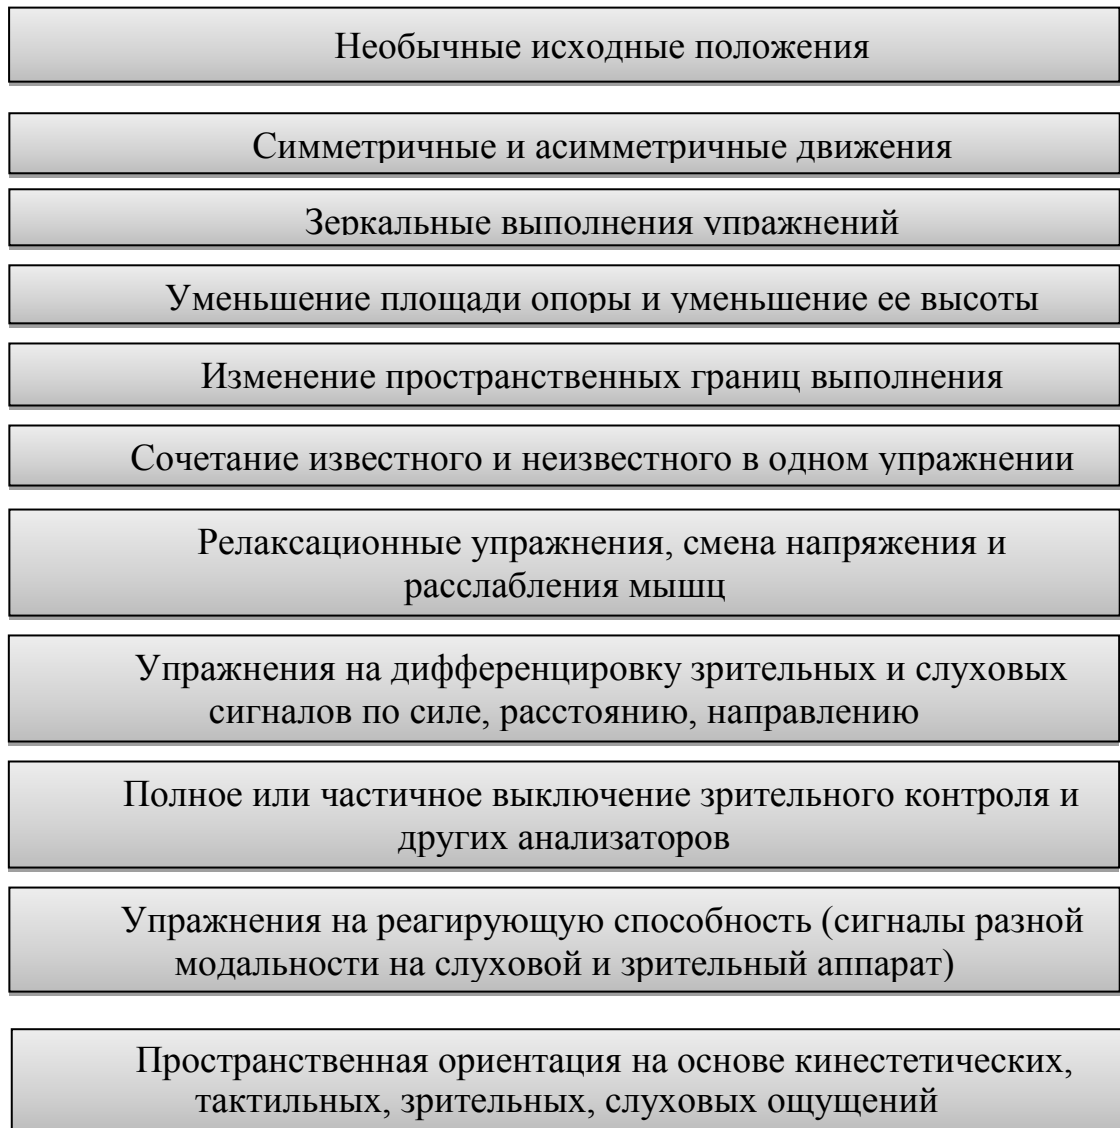 Необычные исходные положения
Симметричные и асимметричные движения
Зеркальные выполнения упражнений
Уменьшение площади опоры и уменьшение ее высоты
Изменение пространственных границ выполнения
Сочетание известного и неизвестного в одном упражнении
Релаксационные упражнения, смена напряжения и
расслабления мышц
Упражнения на дифференцировку зрительных и слуховых
сигналов по силе, расстоянию, направлению
Полное или частичное выключение зрительного контроля и
других анализаторов
Упражнения на реагирующую способность (сигналы разной
модальности на слуховой и зрительный аппарат)
Пространственная ориентация на основе кинестетических,
тактильных, зрительных, слуховых ощущений